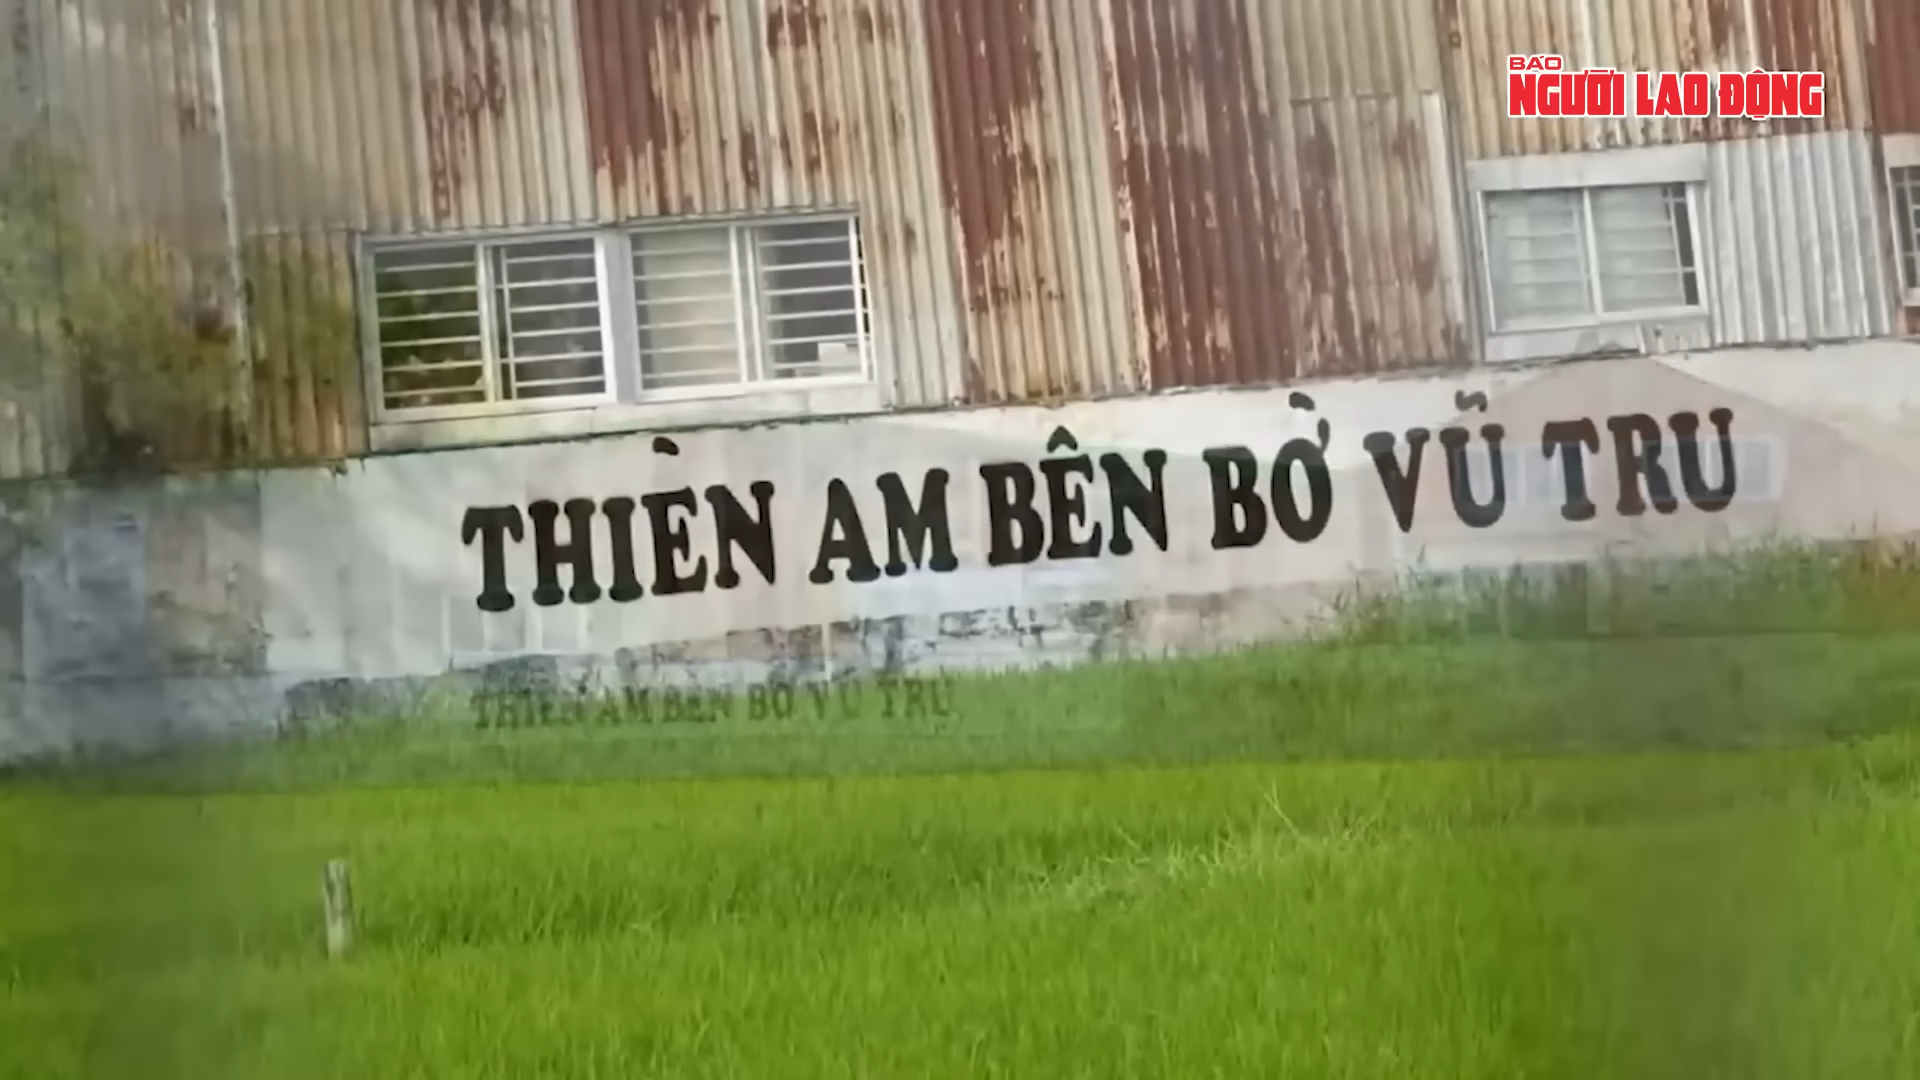 BÁO
NGƯỜI LAO ĐỘNG
THIỀN AM BÊN BỜ VŨ TRỤ
THIỀN AM BÊN BỜ VŨ TRỤ